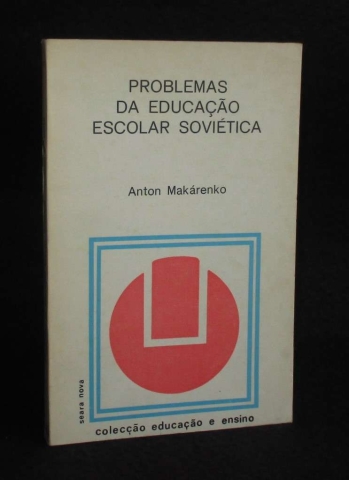 PROBLEMAS
DA EDUCAÇÃO
ESCOLAR SOVIÉTICA
Anton Makárenko
seara nova
colecção educação e ensino